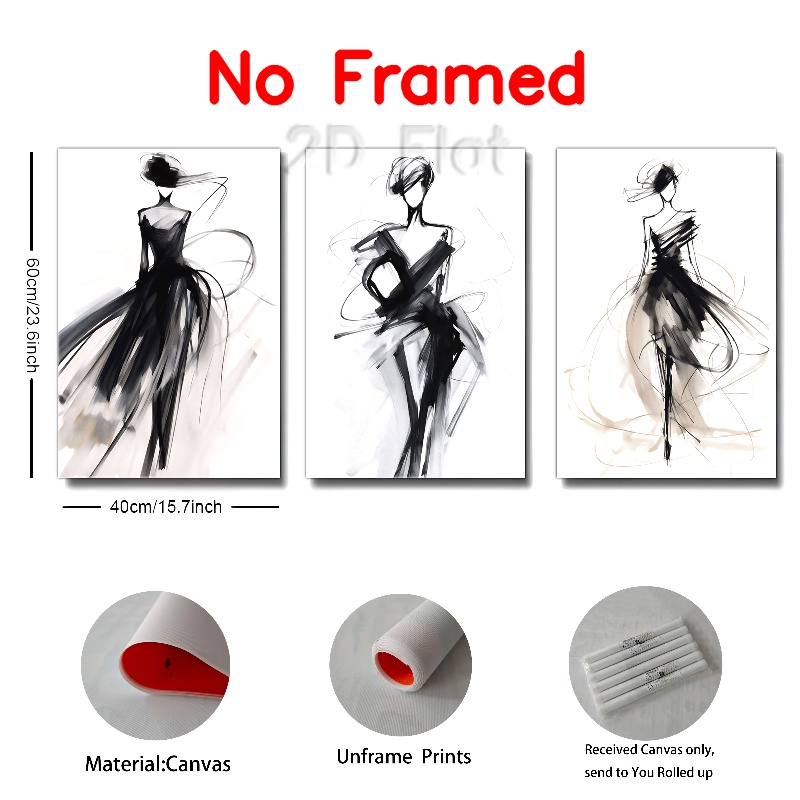 No Framed
2D Flat
60cm/23.6inch
40cm/15.7inch
Material:Canvas
Unframe Prints
Received Canvas only,
send to You Rolled up